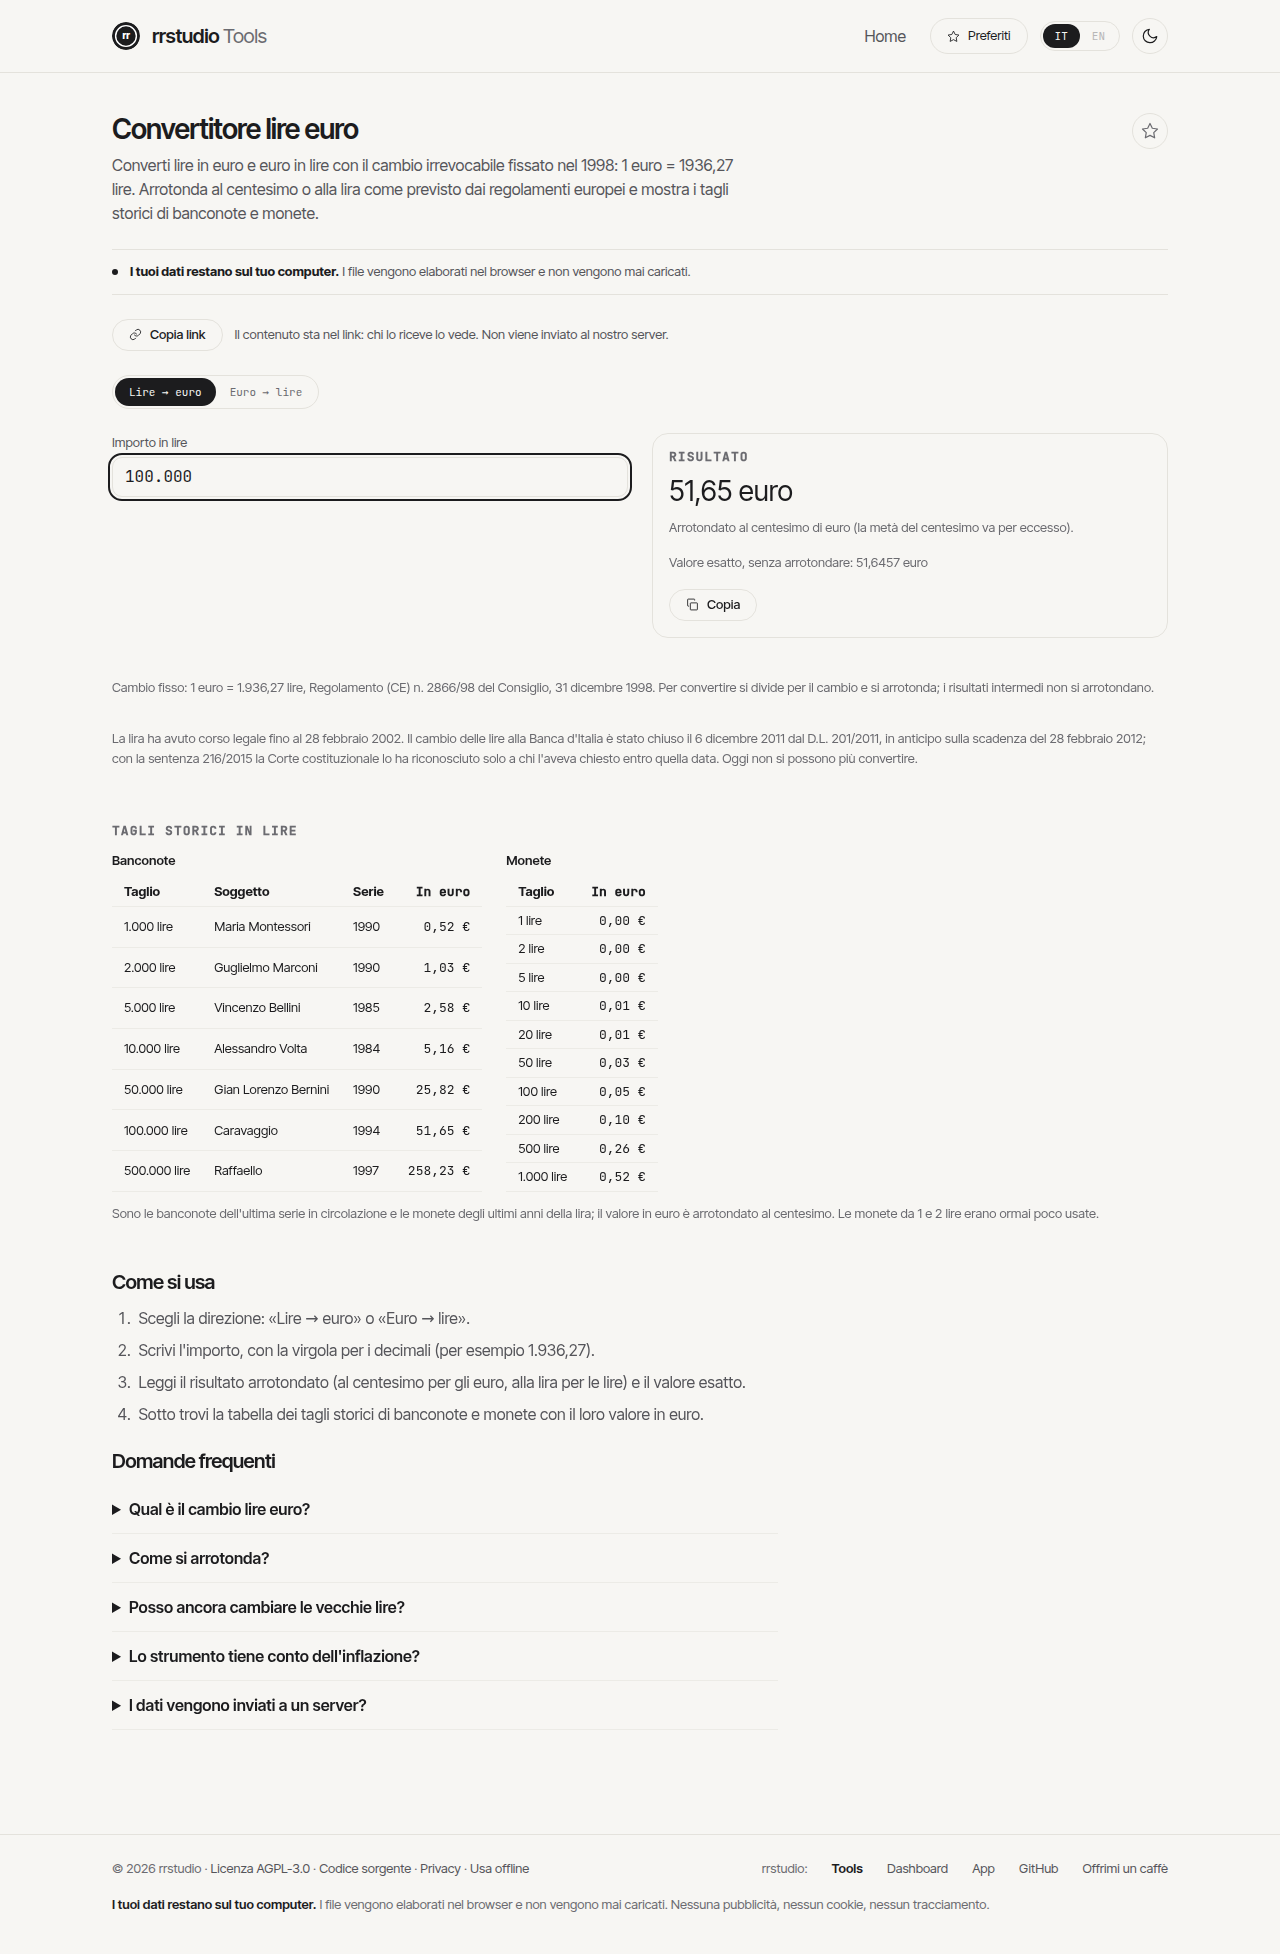 rr rrstudio Tools
Home
Preferiti
IT EN
Convertitore lire euro
Converti lire in euro e euro in lire con il cambio irrevocabile fissato nel 1998: 1 euro = 1936,27
lire. Arrotonda al centesimo o alla lira come previsto dai regolamenti europei e mostra i tagli
storici di banconote e monete.
I tuoi dati restano sul tuo computer. I file vengono elaborati nel browser e non vengono mai caricati.
Copia link Il contenuto sta nel link: chi lo riceve lo vede. Non viene inviato al nostro server.
Lire → euro Euro → lire
Importo in lire
100.000
RISULTATO
51,65 euro
Arrotondato al centesimo di euro (la metà del centesimo va per eccesso).
Valore esatto, senza arrotondare: 51,6457 euro
Copia
Cambio fisso: 1 euro = 1.936,27 lire, Regolamento (CE) n. 2866/98 del Consiglio, 31 dicembre 1998. Per convertire si divide per il cambio e si arrotonda; i risultati intermedi non si arrotondano.
La lira ha avuto corso legale fino al 28 febbraio 2002. Il cambio delle lire alla Banca d'Italia è stato chiuso il 6 dicembre 2011 dal D.L. 201/2011, in anticipo sulla scadenza del 28 febbraio 2012;
con la sentenza 216/2015 la Corte costituzionale lo ha riconosciuto solo a chi l'aveva chiesto entro quella data. Oggi non si possono più convertire.
TAGLI STORICI IN LIRE
Banconote
Taglio Soggetto Serie In euro
1.000 lire Maria Montessori 1990 0,52 €
2.000 lire Guglielmo Marconi 1990 1,03 €
5.000 lire Vincenzo Bellini 1985 2,58 €
10.000 lire Alessandro Volta 1984 5,16 €
50.000 lire Gian Lorenzo Bernini 1990 25,82 €
100.000 lire Caravaggio 1994 51,65 €
500.000 lire Raffaello 1997 258,23 €
Monete
Taglio In euro
1 lire 0,00 €
2 lire 0,00 €
5 lire 0,00 €
10 lire 0,01 €
20 lire 0,01 €
50 lire 0,03 €
100 lire 0,05 €
200 lire 0,10 €
500 lire 0,26 €
1.000 lire 0,52 €
Sono le banconote dell'ultima serie in circolazione e le monete degli ultimi anni della lira; il valore in euro è arrotondato al centesimo. Le monete da 1 e 2 lire erano ormai poco usate.
Come si usa
1. Scegli la direzione: «Lire → euro» o «Euro → lire».
2. Scrivi l'importo, con la virgola per i decimali (per esempio 1.936,27).
3. Leggi il risultato arrotondato (al centesimo per gli euro, alla lira per le lire) e il valore esatto.
4. Sotto trovi la tabella dei tagli storici di banconote e monete con il loro valore in euro.
Domande frequenti
Qual è il cambio lire euro?
Come si arrotonda?
Posso ancora cambiare le vecchie lire?
Lo strumento tiene conto dell'inflazione?
I dati vengono inviati a un server?
© 2026 rrstudio · Licenza AGPL-3.0 · Codice sorgente · Privacy · Usa offline
rrstudio: Tools Dashboard App GitHub Offrimi un caffè
I tuoi dati restano sul tuo computer. I file vengono elaborati nel browser e non vengono mai caricati. Nessuna pubblicità, nessun cookie, nessun tracciamento.